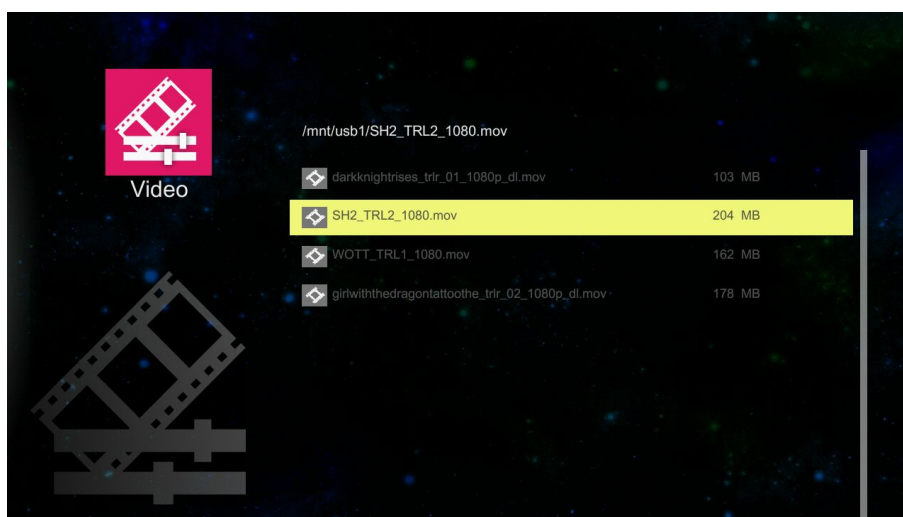 Video
/mnt/usb1/SH2_TRL2_1080.mov
darkknightrises_trlr_01_1080p_dl.mov 103 MB
SH2_TRL2_1080.mov 204 MB
WOTT_TRL1_1080.mov 162 MB
girlwiththedragontattoothe_trlr_02_1080p_dl.mov 178 MB